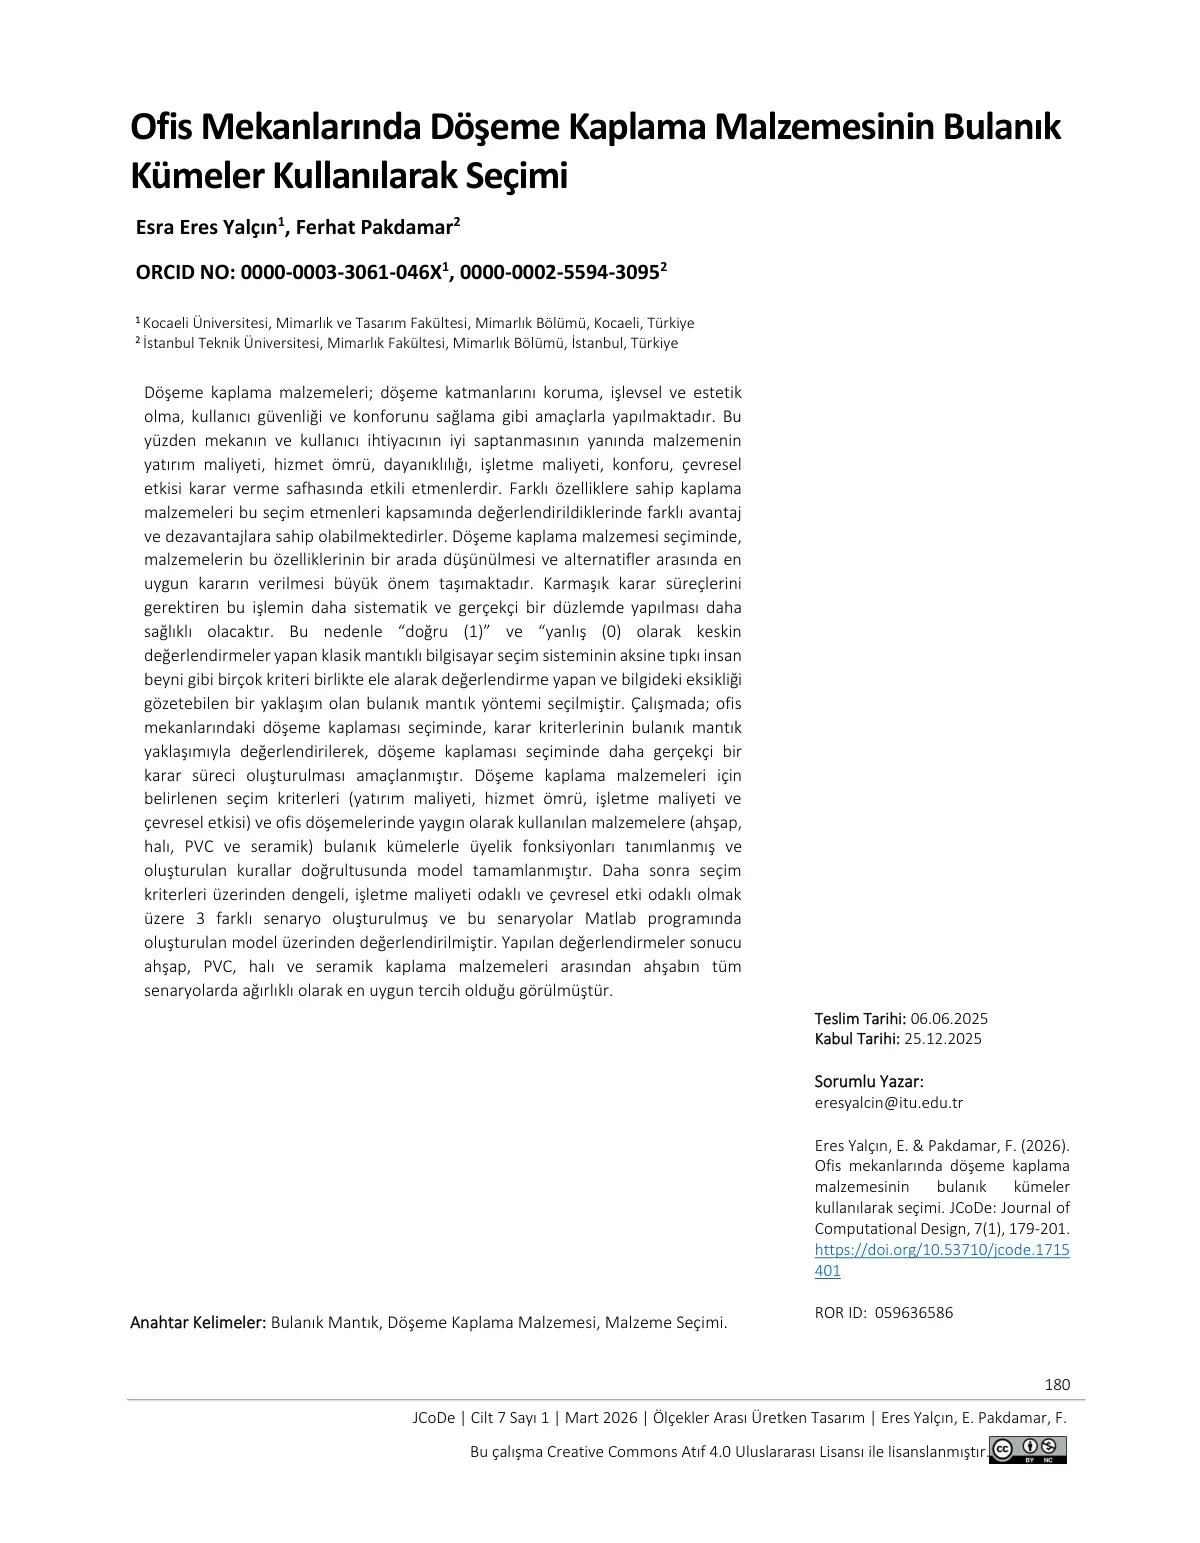 Ofis Mekanlarında Döşeme Kaplama Malzemesinin Bulanık
Kümeler Kullanılarak Seçimi
Esra Eres Yalçın1, Ferhat Pakdamar2
ORCID NO: 0000-0003-3061-046X1, 0000-0002-5594-30952
1 Kocaeli Üniversitesi, Mimarlık ve Tasarım Fakültesi, Mimarlık Bölümü, Kocaeli, Türkiye
2 İstanbul Teknik Üniversitesi, Mimarlık Fakültesi, Mimarlık Bölümü, İstanbul, Türkiye
Döşeme kaplama malzemeleri; döşeme katmanlarını koruma, işlevsel ve estetik
olma, kullanıcı güvenliği ve konforunu sağlama gibi amaçlarla yapılmaktadır. Bu
yüzden mekanın ve kullanıcı ihtiyacının iyi saptanmasının yanında malzemenin
yatırım maliyeti, hizmet ömrü, dayanıklılığı, işletme maliyeti, konforu, çevresel
etkisi karar verme safhasında etkili etmenlerdir. Farklı özelliklere sahip kaplama
malzemeleri bu seçim etmenleri kapsamında değerlendirildiklerinde farklı avantaj
ve dezavantajlara sahip olabilmektedirler. Döşeme kaplama malzemesi seçiminde,
malzemelerin bu özelliklerinin bir arada düşünülmesi ve alternatifler arasında en
uygun kararın verilmesi büyük önem taşımaktadır. Karmaşık karar süreçlerini
gerektiren bu işlemin daha sistematik ve gerçekçi bir düzlemde yapılması daha
sağlıklı olacaktır. Bu nedenle “doğru (1)” ve “yanlış (0) olarak keskin
değerlendirmeler yapan klasik mantıklı bilgisayar seçim sisteminin aksine tıpkı insan
beyni gibi birçok kriteri birlikte ele alarak değerlendirme yapan ve bilgideki eksikliği
gözetebilen bir yaklaşım olan bulanık mantık yöntemi seçilmiştir. Çalışmada; ofis
mekanlarındaki döşeme kaplaması seçiminde, karar kriterlerinin bulanık mantık
yaklaşımıyla değerlendirilerek, döşeme kaplaması seçiminde daha gerçekçi bir
karar süreci oluşturulması amaçlanmıştır. Döşeme kaplama malzemeleri için
belirlenen seçim kriterleri (yatırım maliyeti, hizmet ömrü, işletme maliyeti ve
çevresel etkisi) ve ofis döşemelerinde yaygın olarak kullanılan malzemelere (ahşap,
halı, PVC ve seramik) bulanık kümelerle üyelik fonksiyonları tanımlanmış ve
oluşturulan kurallar doğrultusunda model tamamlanmıştır. Daha sonra seçim
kriterleri üzerinden dengeli, işletme maliyeti odaklı ve çevresel etki odaklı olmak
üzere 3 farklı senaryo oluşturulmuş ve bu senaryolar Matlab programında
oluşturulan model üzerinden değerlendirilmiştir. Yapılan değerlendirmeler sonucu
ahşap, PVC, halı ve seramik kaplama malzemeleri arasından ahşabın tüm
senaryolarda ağırlıklı olarak en uygun tercih olduğu görülmüştür.
Teslim Tarihi: 06.06.2025
Kabul Tarihi: 25.12.2025
Sorumlu Yazar:
eresyalcin@itu.edu.tr
Eres Yalçın, E. & Pakdamar, F. (2026).
Ofis mekanlarında döşeme kaplama
malzemesinin bulanık kümeler
kullanılarak seçimi. JCoDe: Journal of
Computational Design, 7(1), 179-201.
https://doi.org/10.53710/jcode.1715
401
ROR ID: 059636586
Anahtar Kelimeler: Bulanık Mantık, Döşeme Kaplama Malzemesi, Malzeme Seçimi.
180
JCoDe | Cilt 7 Sayı 1 | Mart 2026 | Ölçekler Arası Üretken Tasarım | Eres Yalçın, E. Pakdamar, F.
Bu çalışma Creative Commons Atıf 4.0 Uluslararası Lisansı ile lisanslanmıştır.
cc BY NC